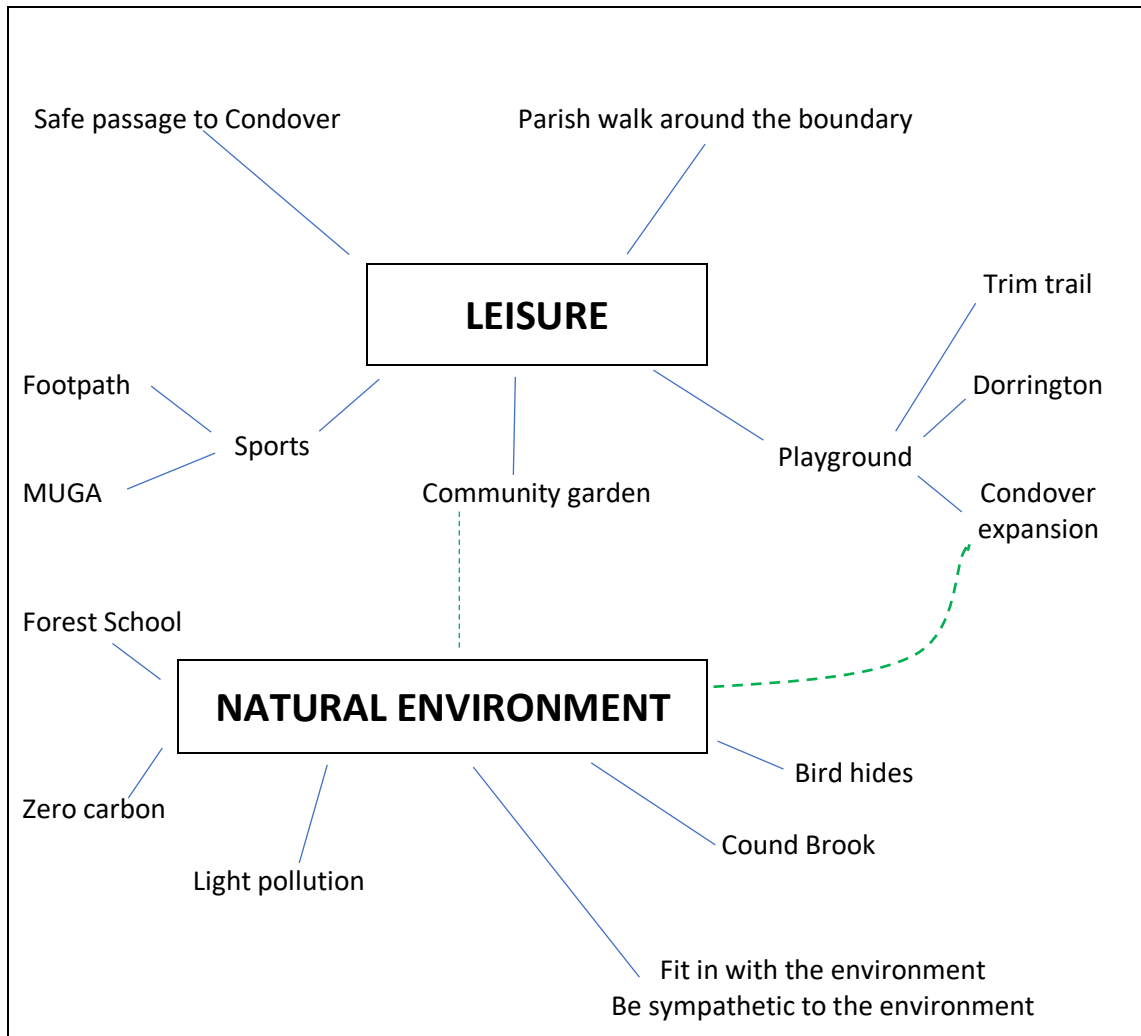 Safe passage to Condover
Parish walk around the boundary
LEISURE
Trim trail
Footpath
Dorrington
Sports
Playground
MUGA
Community garden
Condover
expansion
Forest School
NATURAL ENVIRONMENT
Bird hides
Zero carbon
Cound Brook
Light pollution
Fit in with the environment
Be sympathetic to the environment